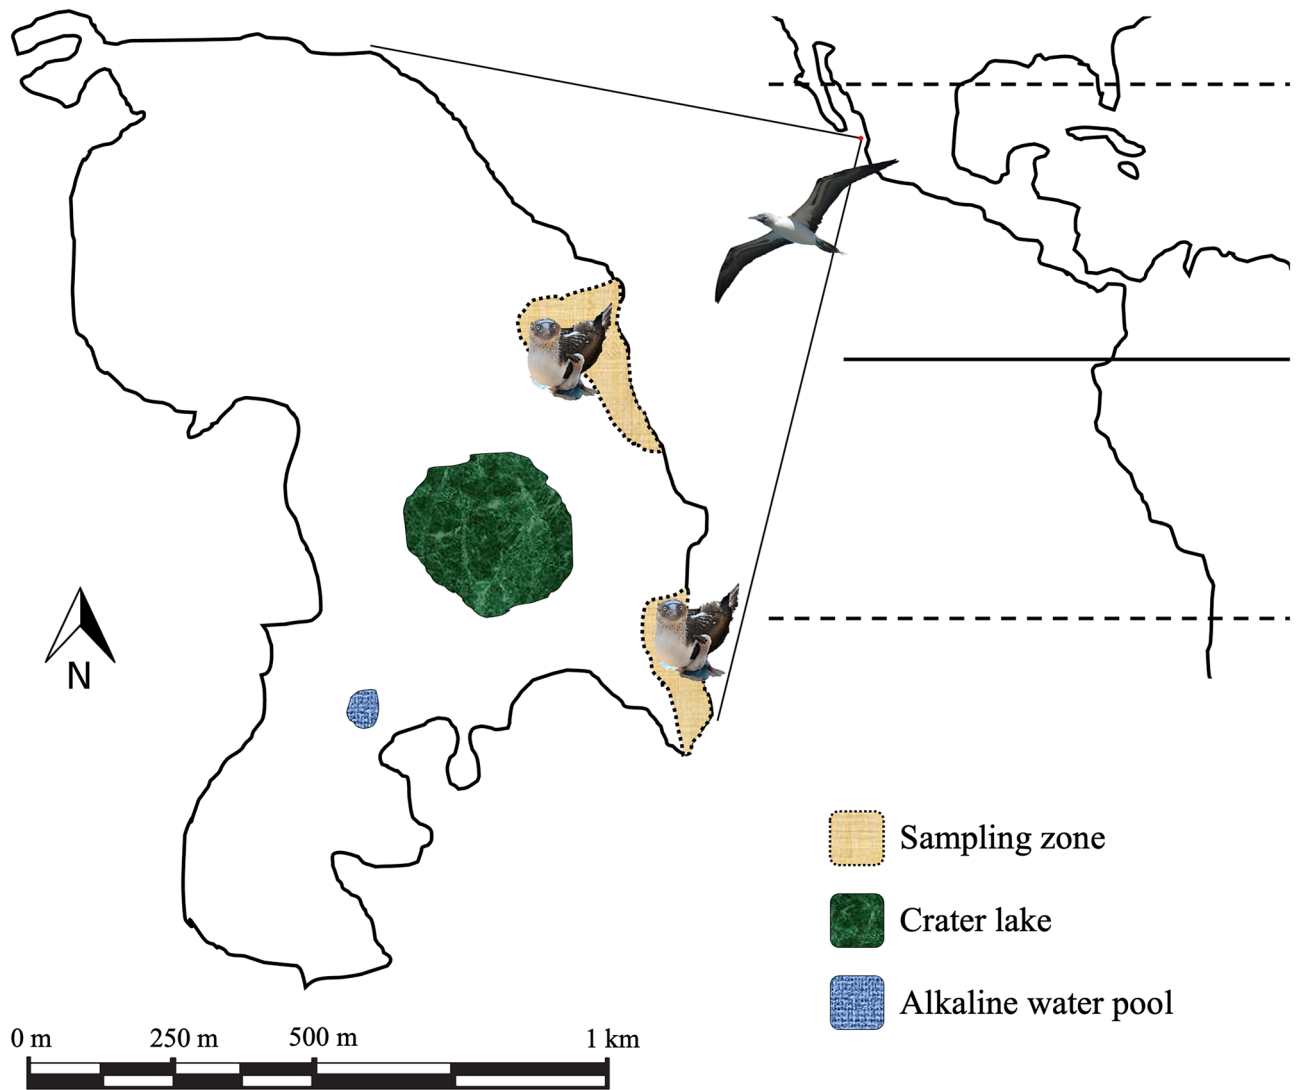 N
Sampling zone
Crater lake
Alkaline water pool
0 m 250 m 500 m 1 km